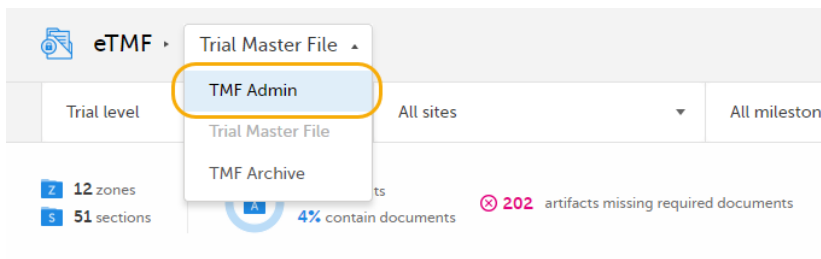 eTMF
Trial Master File
TMF Admin
Trial Master File
TMF Archive
Trial level
All sites
All mileston
Z 12 zones
S 51 sections
A
ts
4% contain documents
202 artifacts missing required documents